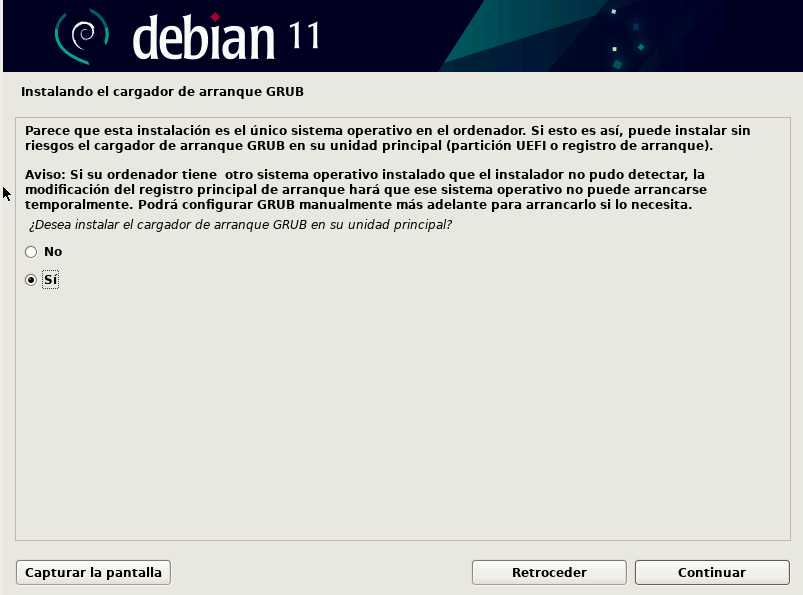 debian 11
Instalando el cargador de arranque GRUB
Parece que esta instalación es el único sistema operativo en el ordenador. Si esto es así, puede instalar sin
riesgos el cargador de arranque GRUB en su unidad principal (partición UEFI o registro de arranque).
Aviso: Si su ordenador tiene  otro sistema operativo instalado que el instalador no pudo detectar, la
modificación del registro principal de arranque hará que ese sistema operativo no puede arrancarse
temporalmente. Podrá configurar GRUB manualmente más adelante para arrancarlo si lo necesita.
¿Desea instalar el cargador de arranque GRUB en su unidad principal?
No
Sí
Capturar la pantalla
Retroceder
Continuar